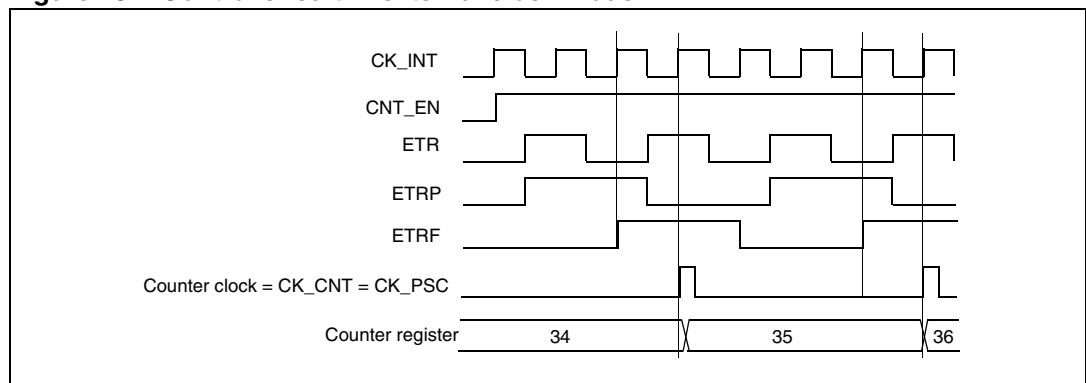 CK_INT
CNT_EN
ETR
ETRP
ETRF
Counter clock = CK_CNT = CK_PSC
Counter register 34 35 36